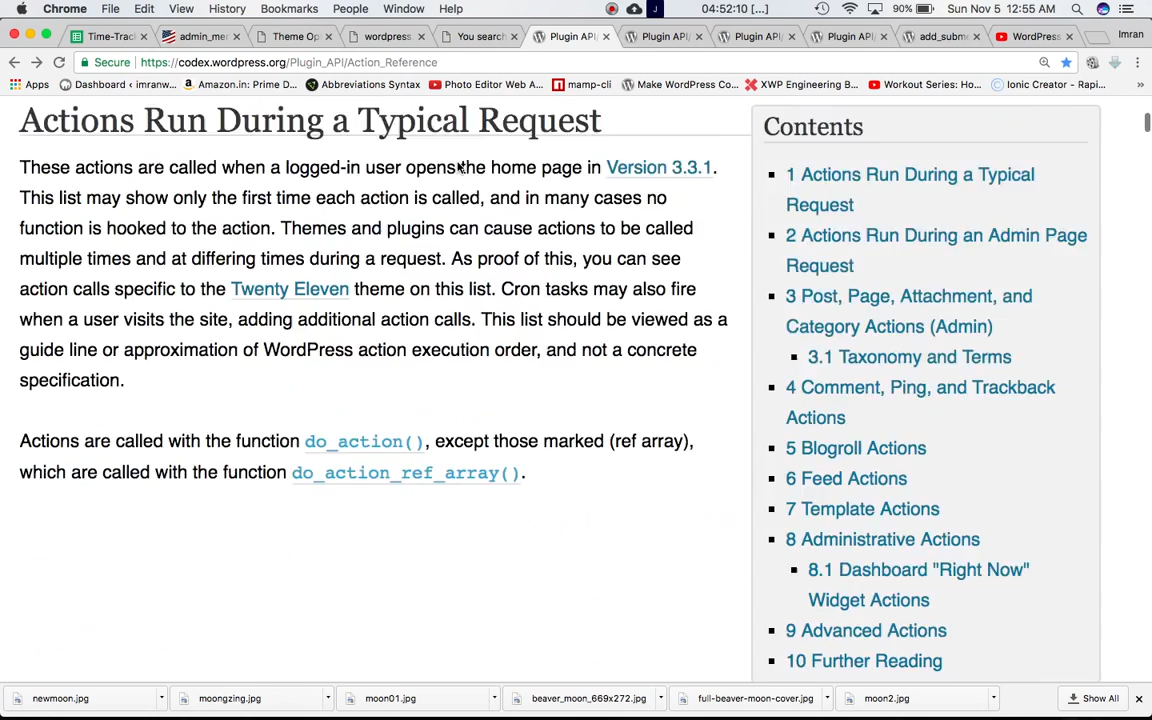 Chrome File Edit View History Bookmarks People Window Help 04:52:10 [...] 90% Sun Nov 5 12:55 AM
Time-Track admin_me Theme Op wordpress. You search Plugin API/ Plugin API/ Plugin API/ Plugin API/ add_subme WordPress Imran
Secure https://codex.wordpress.org/Plugin_API/Action_Reference
Apps Dashboard ‹ imranw... Amazon.in: Prime D... Abbreviations Syntax Photo Editor Web A... mamp-cli Make WordPress Co... XWP Engineering B... Workout Series: Ho... Ionic Creator - Rapi... »
Actions Run During a Typical Request
These actions are called when a logged-in user opens the home page in Version 3.3.1.
This list may show only the first time each action is called, and in many cases no
function is hooked to the action. Themes and plugins can cause actions to be called
multiple times and at differing times during a request. As proof of this, you can see
action calls specific to the Twenty Eleven theme on this list. Cron tasks may also fire
when a user visits the site, adding additional action calls. This list should be viewed as a
guide line or approximation of WordPress action execution order, and not a concrete
specification.
Actions are called with the function do_action(), except those marked (ref array),
which are called with the function do_action_ref_array().
Contents
1 Actions Run During a Typical
Request
2 Actions Run During an Admin Page
Request
3 Post, Page, Attachment, and
Category Actions (Admin)
3.1 Taxonomy and Terms
4 Comment, Ping, and Trackback
Actions
5 Blogroll Actions
6 Feed Actions
7 Template Actions
8 Administrative Actions
8.1 Dashboard "Right Now"
Widget Actions
9 Advanced Actions
10 Further Reading
newmoon.jpg moongzing.jpg moon01.jpg beaver_moon_669x272.jpg full-beaver-moon-cover.jpg moon2.jpg Show All